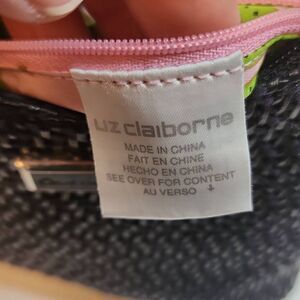 liz claiborne
MADE IN CHINA
FAIT EN CHINE
HECHO EN CHINA
SEE OVER FOR CONTENT
AU VERSO ↓